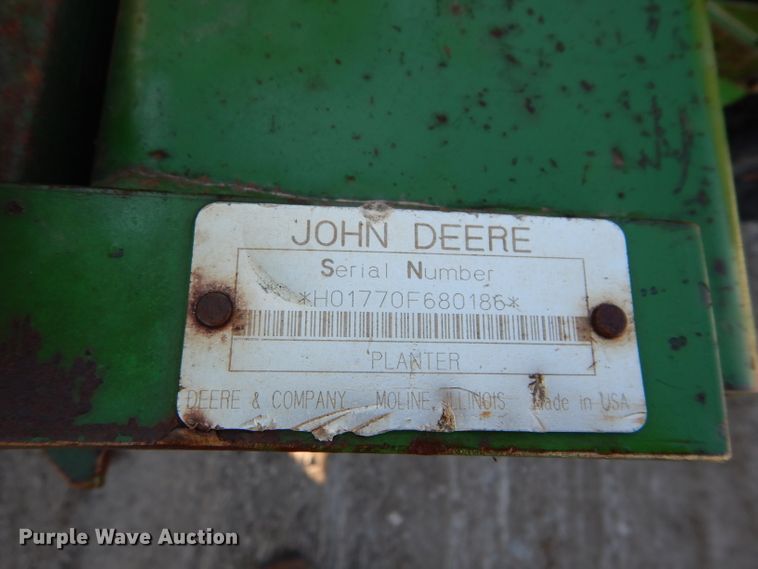 JOHN DEERE
Serial Number
*H01770F680186*
PLANTER
DEERE & COMPANY MOLINE, ILLINOIS Made in USA
Purple Wave Auction